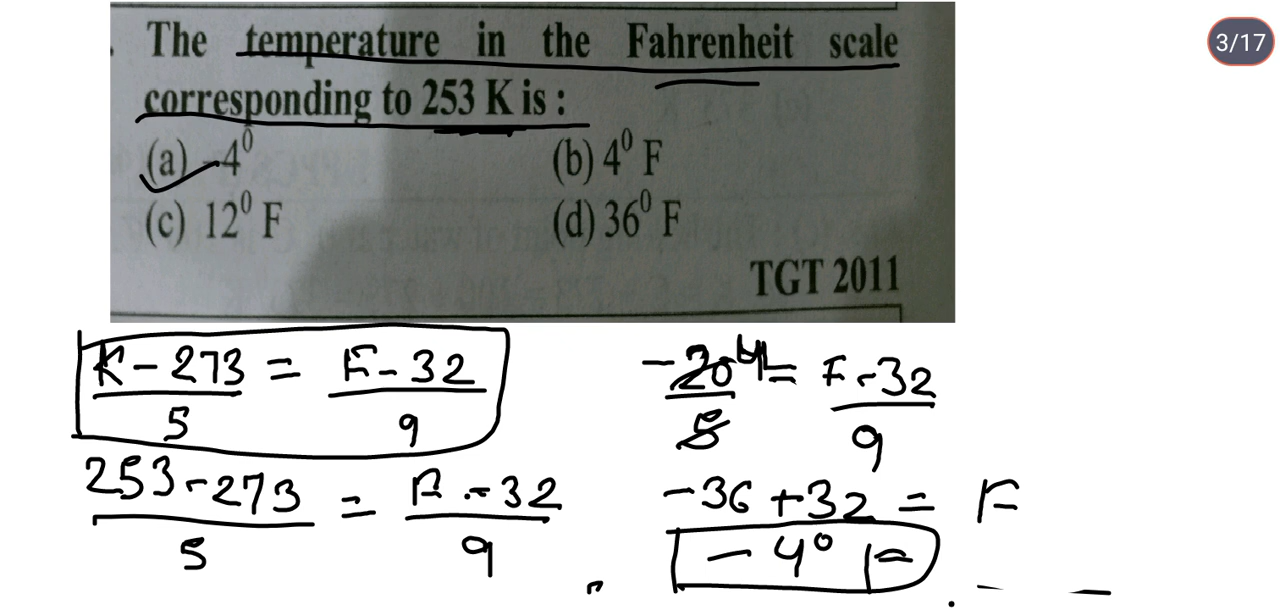 3/17
The temperature in the Fahrenheit scale
corresponding to 253 K is :
(a) -4⁰ (b) 4⁰ F
(c) 12⁰ F (d) 36⁰ F
TGT 2011
K - 273 / 5 = F - 32 / 9
253 - 273 / 5 = F - 32 / 9
-20 4 / 5 = F - 32 / 9
-36 + 32 = F
- 4⁰ F